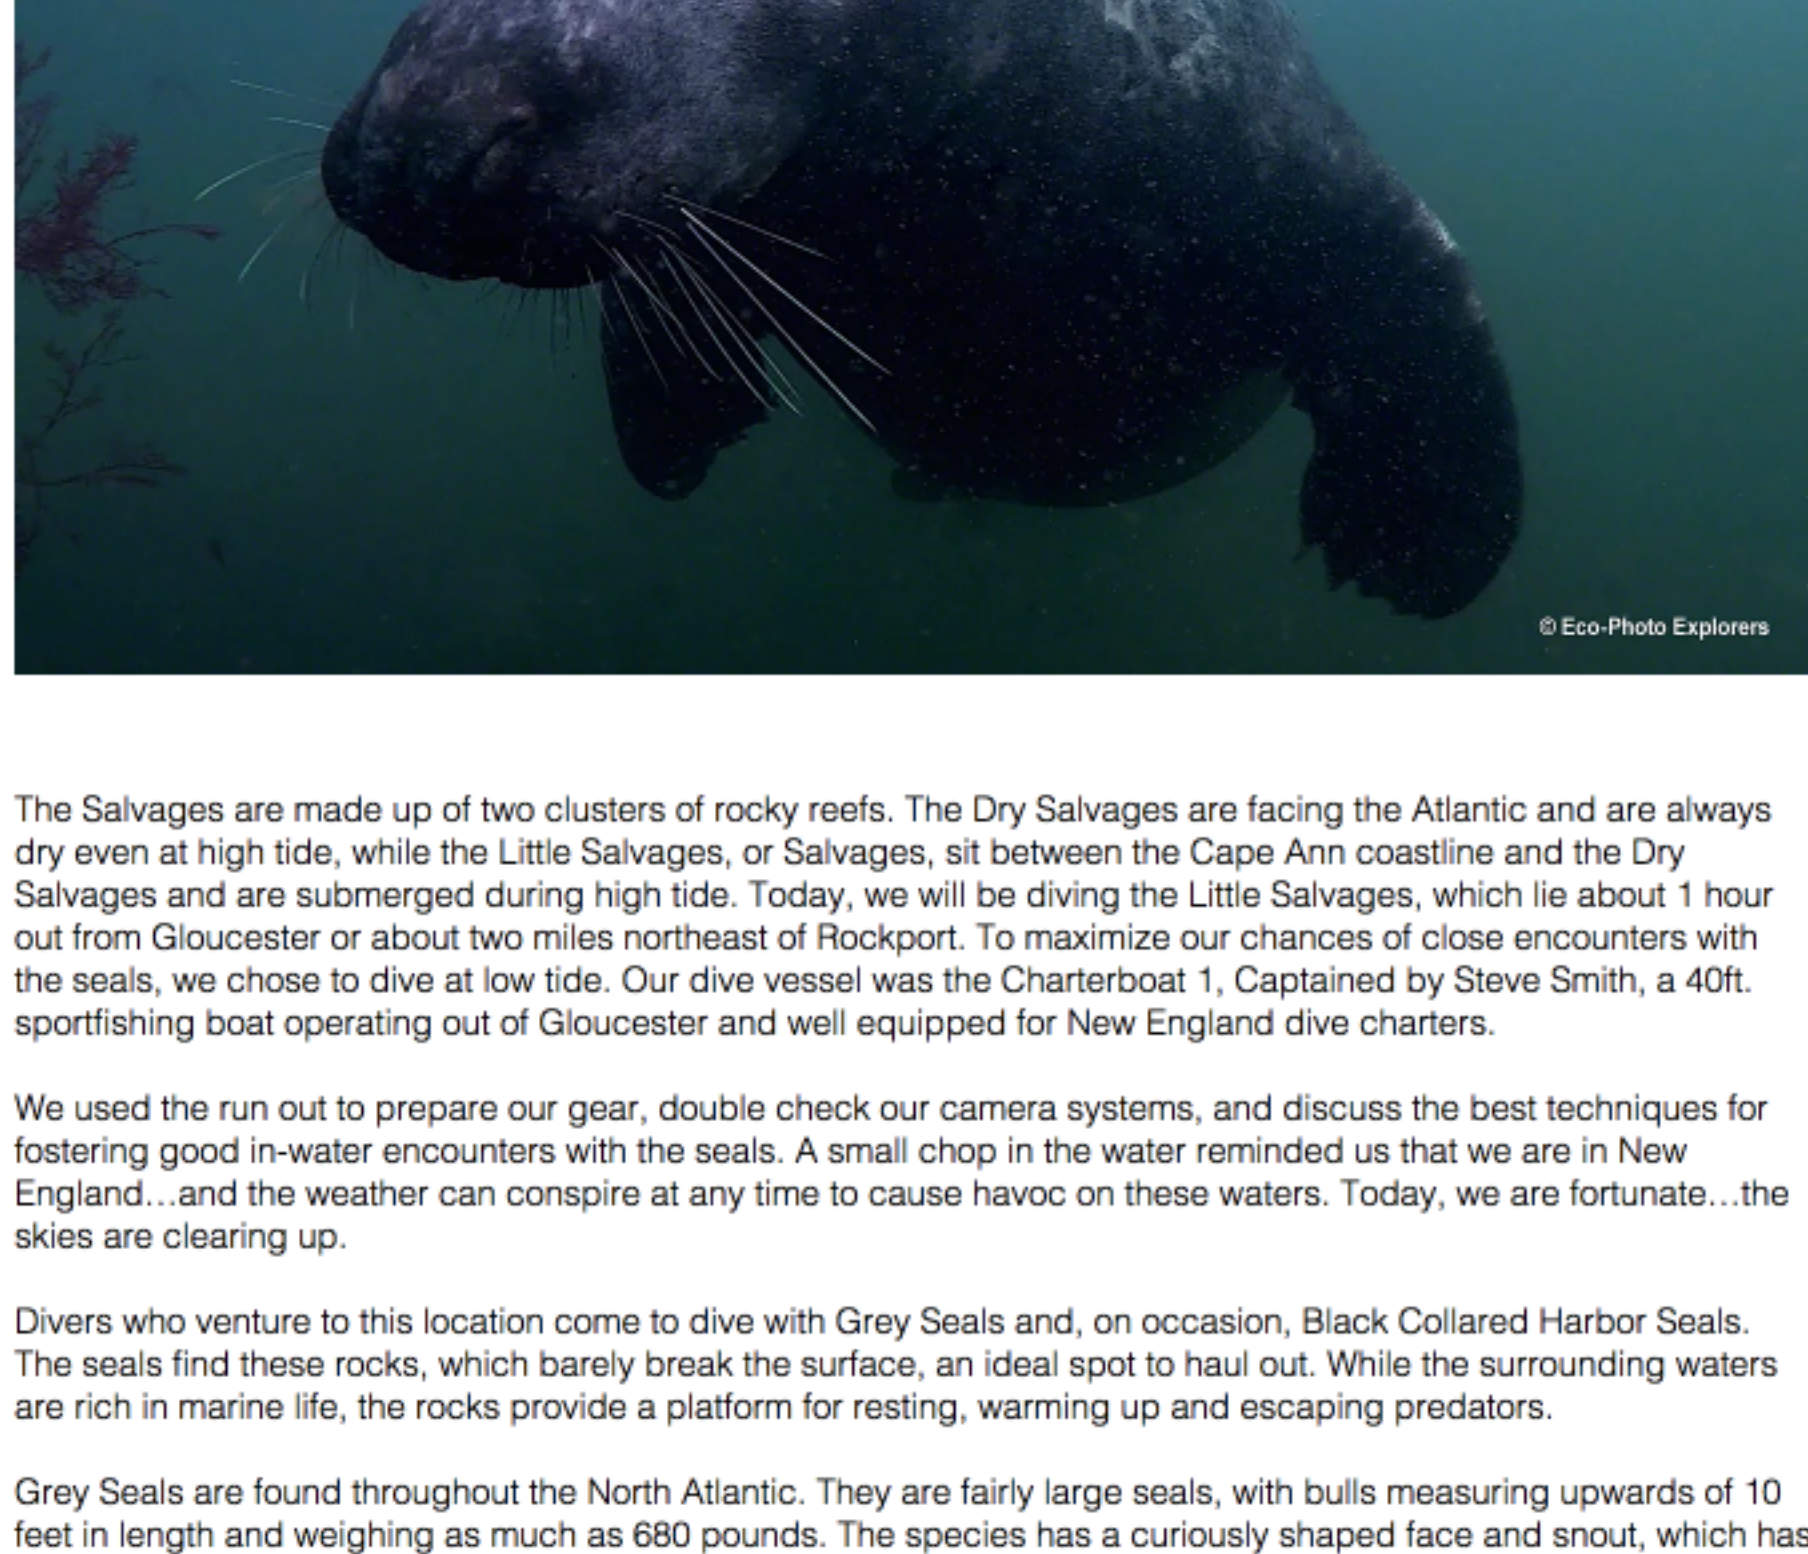 © Eco-Photo Explorers
The Salvages are made up of two clusters of rocky reefs. The Dry Salvages are facing the Atlantic and are always
dry even at high tide, while the Little Salvages, or Salvages, sit between the Cape Ann coastline and the Dry
Salvages and are submerged during high tide. Today, we will be diving the Little Salvages, which lie about 1 hour
out from Gloucester or about two miles northeast of Rockport. To maximize our chances of close encounters with
the seals, we chose to dive at low tide. Our dive vessel was the Charterboat 1, Captained by Steve Smith, a 40ft.
sportfishing boat operating out of Gloucester and well equipped for New England dive charters.
We used the run out to prepare our gear, double check our camera systems, and discuss the best techniques for
fostering good in-water encounters with the seals. A small chop in the water reminded us that we are in New
England…and the weather can conspire at any time to cause havoc on these waters. Today, we are fortunate…the
skies are clearing up.
Divers who venture to this location come to dive with Grey Seals and, on occasion, Black Collared Harbor Seals.
The seals find these rocks, which barely break the surface, an ideal spot to haul out. While the surrounding waters
are rich in marine life, the rocks provide a platform for resting, warming up and escaping predators.
Grey Seals are found throughout the North Atlantic. They are fairly large seals, with bulls measuring upwards of 10
feet in length and weighing as much as 680 pounds. The species has a curiously shaped face and snout, which has